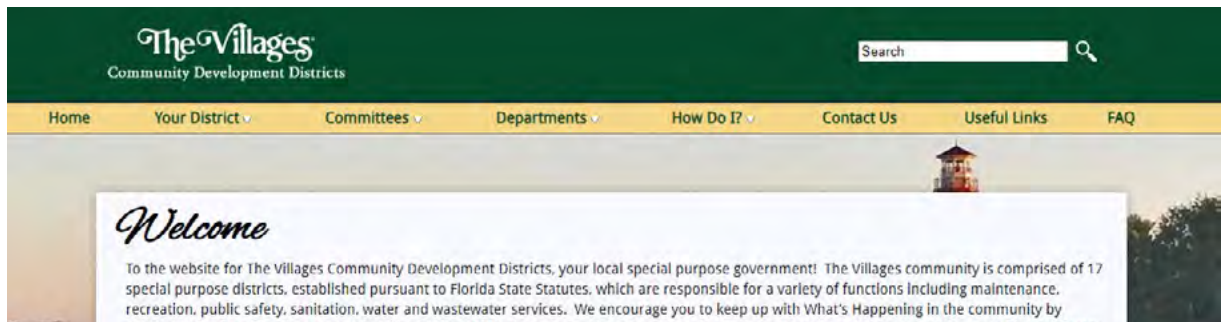 The Villages
Community Development Districts
Search
Home Your District Committees Departments How Do I? Contact Us Useful Links FAQ
Welcome
To the website for The Villages Community Development Districts, your local special purpose government! The Villages community is comprised of 17
special purpose districts, established pursuant to Florida State Statutes, which are responsible for a variety of functions including maintenance,
recreation, public safety, sanitation, water and wastewater services. We encourage you to keep up with What's Happening in the community by